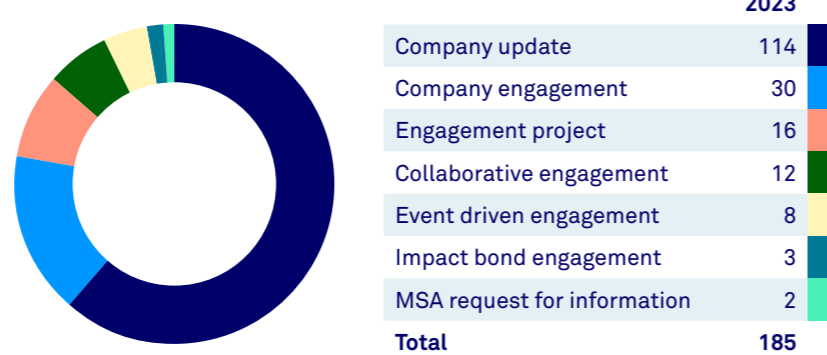 2023
Company update 114
Company engagement 30
Engagement project 16
Collaborative engagement 12
Event driven engagement 8
Impact bond engagement 3
MSA request for information 2
Total 185